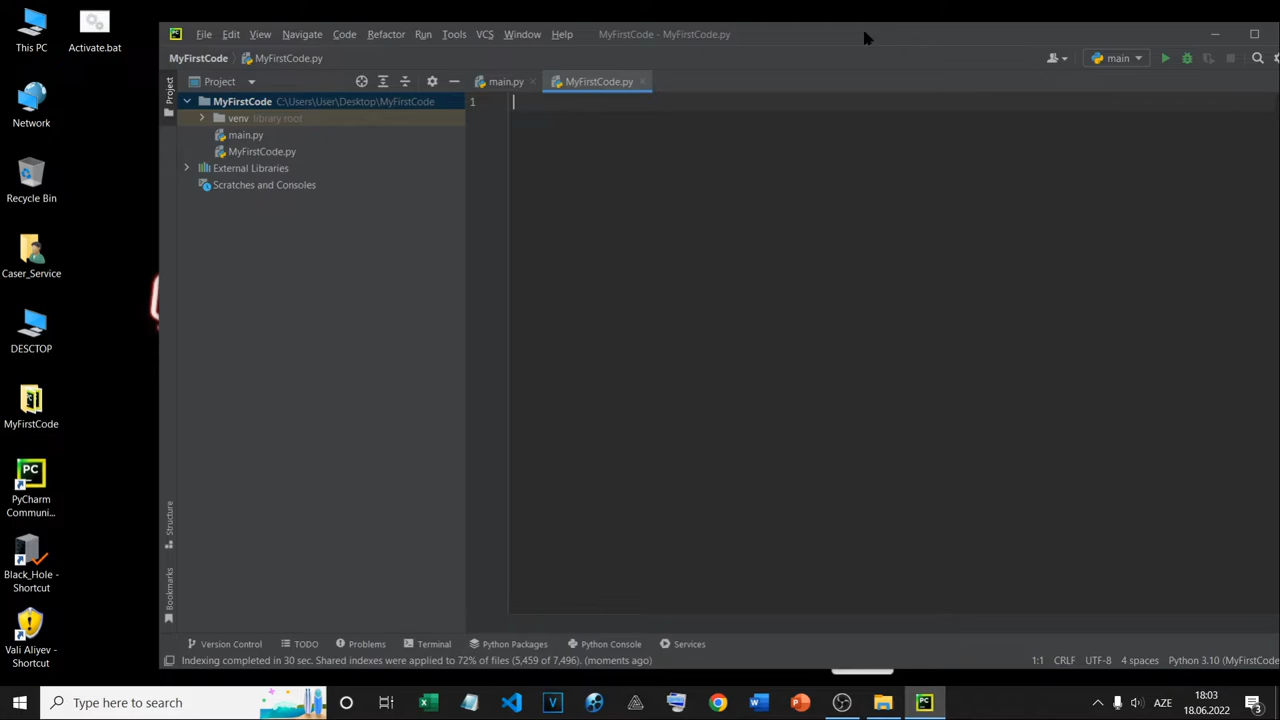 This PC
Activate.bat
Network
Recycle Bin
Caser_Service
DESCTOP
MyFirstCode
PC
PyCharm
Communi...
Black_Hole -
Shortcut
Vali Aliyev -
Shortcut
PC File Edit View Navigate Code Refactor Run Tools VCS Window Help MyFirstCode - MyFirstCode.py
MyFirstCode MyFirstCode.py main
Project Project main.py MyFirstCode.py
MyFirstCode C:\Users\User\Desktop\MyFirstCode 1
venv library root
main.py
MyFirstCode.py
External Libraries
Scratches and Consoles
Structure
Bookmarks
Version Control TODO Problems Terminal Python Packages Python Console Services
Indexing completed in 30 sec. Shared indexes were applied to 72% of files (5,459 of 7,496). (moments ago) 1:1 CRLF UTF-8 4 spaces Python 3.10 (MyFirstCode
Type here to search AZE 18:03
18.06.2022 3